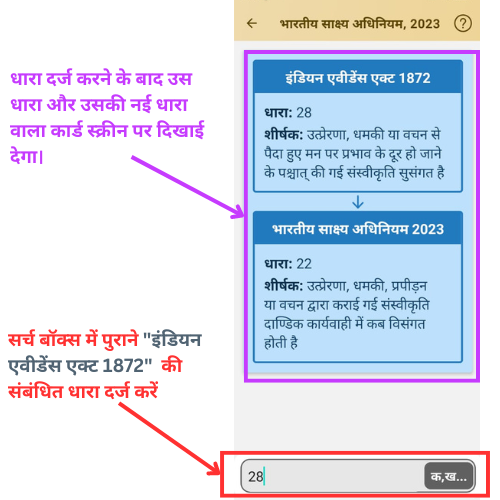 ← भारतीय साक्ष्य अधिनियम, 2023 ?
धारा दर्ज करने के बाद उस
धारा और उसकी नई धारा
वाला कार्ड स्क्रीन पर दिखाई
देगा।
इंडियन एवीडेंस एक्ट 1872
धारा: 28
शीर्षक: उत्प्रेरणा, धमकी या वचन से
पैदा हुए मन पर प्रभाव के दूर हो जाने
के पश्चात् की गई संस्वीकृति सुसंगत है
↓
भारतीय साक्ष्य अधिनियम 2023
धारा: 22
शीर्षक: उत्प्रेरणा, धमकी, प्रपीड़न
या वचन द्वारा कराई गई संस्वीकृति
दाण्डिक कार्यवाही में कब विसंगत
होती है
सर्च बॉक्स में पुराने "इंडियन
एवीडेंस एक्ट 1872" की
संबंधित धारा दर्ज करें
28
क,ख...